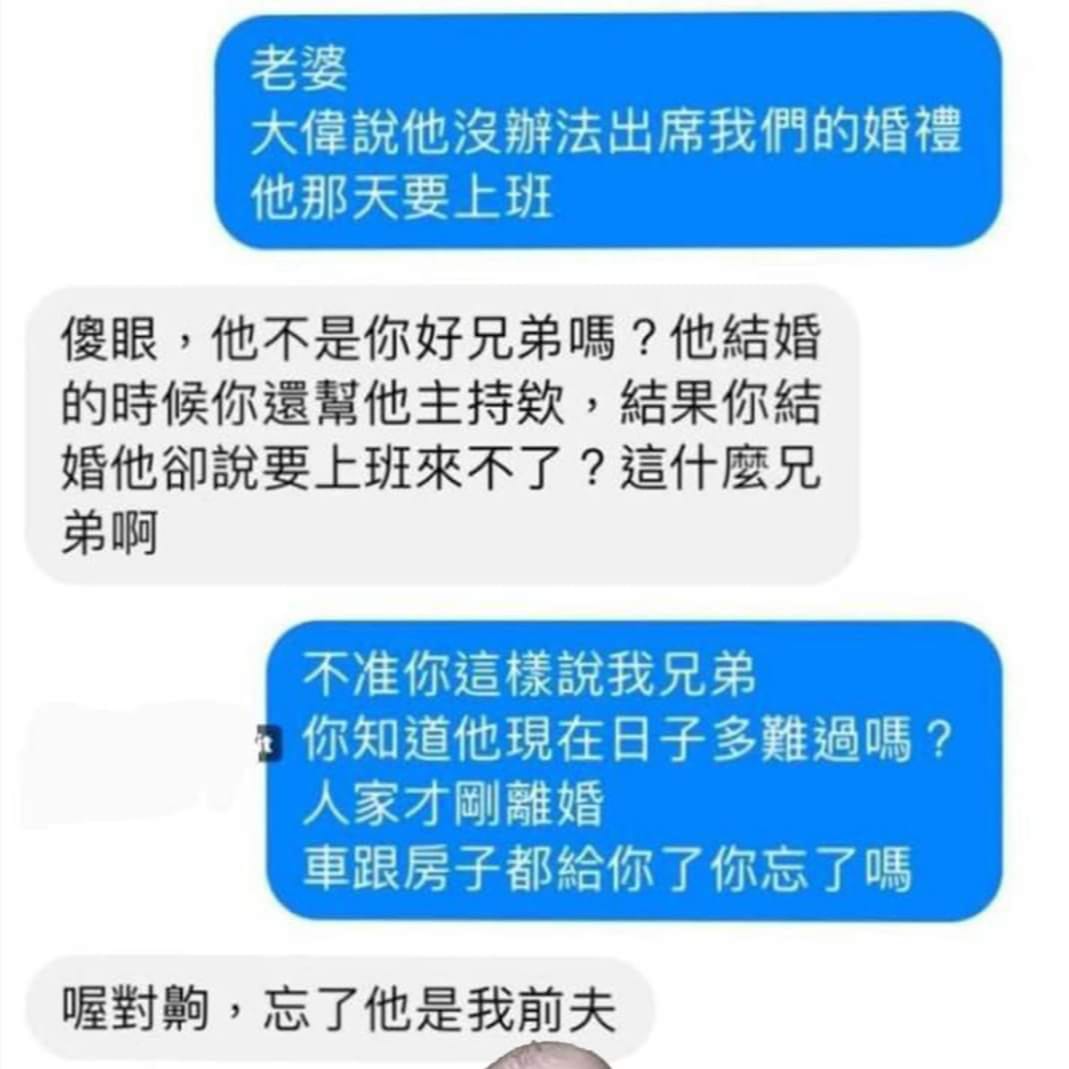 老婆
大偉說他沒辦法出席我們的婚禮
他那天要上班
傻眼，他不是你好兄弟嗎？他結婚
的時候你還幫他主持欸，結果你結
婚他卻說要上班來不了？這什麼兄
弟啊
不准你這樣說我兄弟
你知道他現在日子多難過嗎？
人家才剛離婚
車跟房子都給你了你忘了嗎
喔對齁，忘了他是我前夫